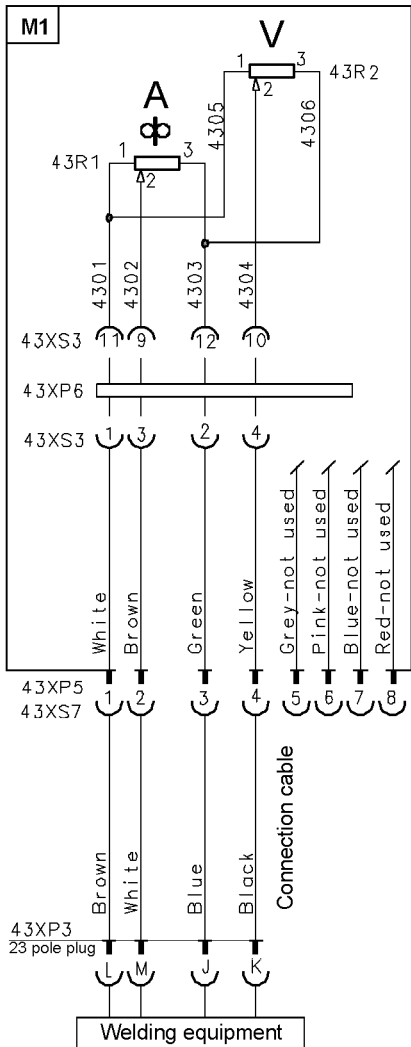 M1
V
1 3 43R2
2
A
4305
4306
43R1 1 3
2
4301
4302
4303
4304
43XS3 11 9 12 10
43XP6
43XS3 1 3 2 4
White
Brown
Green
Yellow
Grey-not used
Pink-not used
Blue-not used
Red-not used
43XP5
43XS7 1 2 3 4 5 6 7 8
Brown
White
Blue
Black
Connection cable
43XP3
23 pole plug
L M J K
Welding equipment